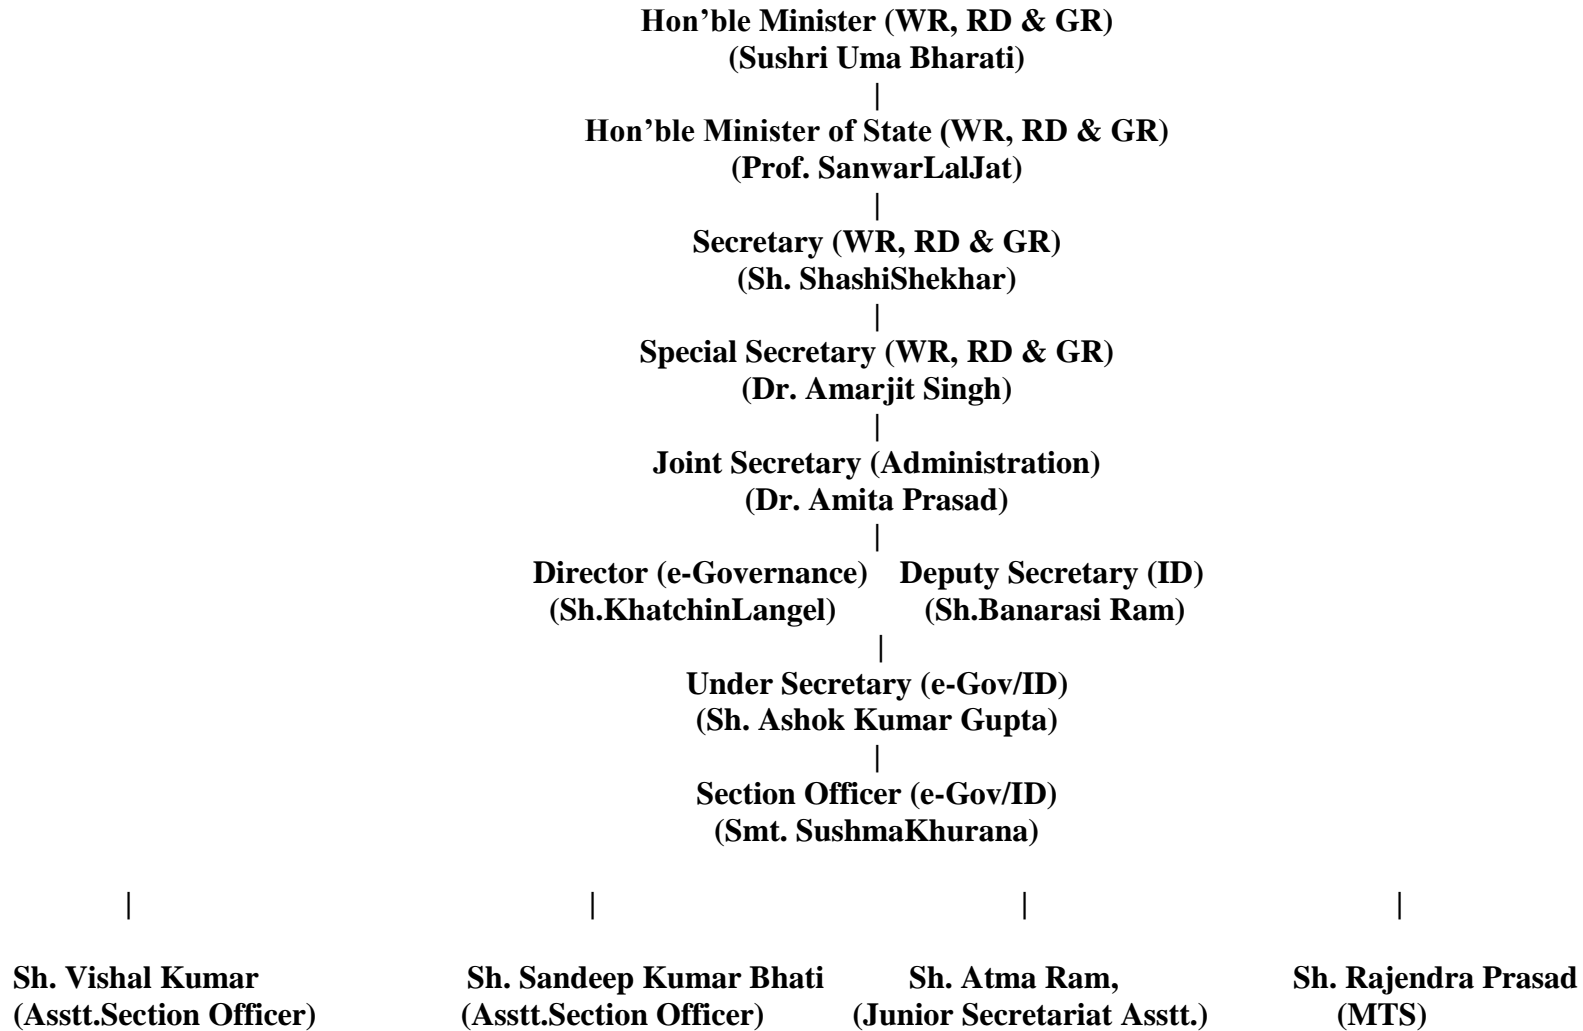 Hon’ble Minister (WR, RD & GR)
(Sushri Uma Bharati)
|
Hon’ble Minister of State (WR, RD & GR)
(Prof. SanwarLalJat)
|
Secretary (WR, RD & GR)
(Sh. ShashiShekhar)
|
Special Secretary (WR, RD & GR)
(Dr. Amarjit Singh)
|
Joint Secretary (Administration)
(Dr. Amita Prasad)
|
Director (e-Governance) Deputy Secretary (ID)
(Sh.KhatchinLangel) (Sh.Banarasi Ram)
|
Under Secretary (e-Gov/ID)
(Sh. Ashok Kumar Gupta)
|
Section Officer (e-Gov/ID)
(Smt. SushmaKhurana)
| | | |
Sh. Vishal Kumar Sh. Sandeep Kumar Bhati Sh. Atma Ram, Sh. Rajendra Prasad
(Asstt.Section Officer) (Asstt.Section Officer) (Junior Secretariat Asstt.) (MTS)